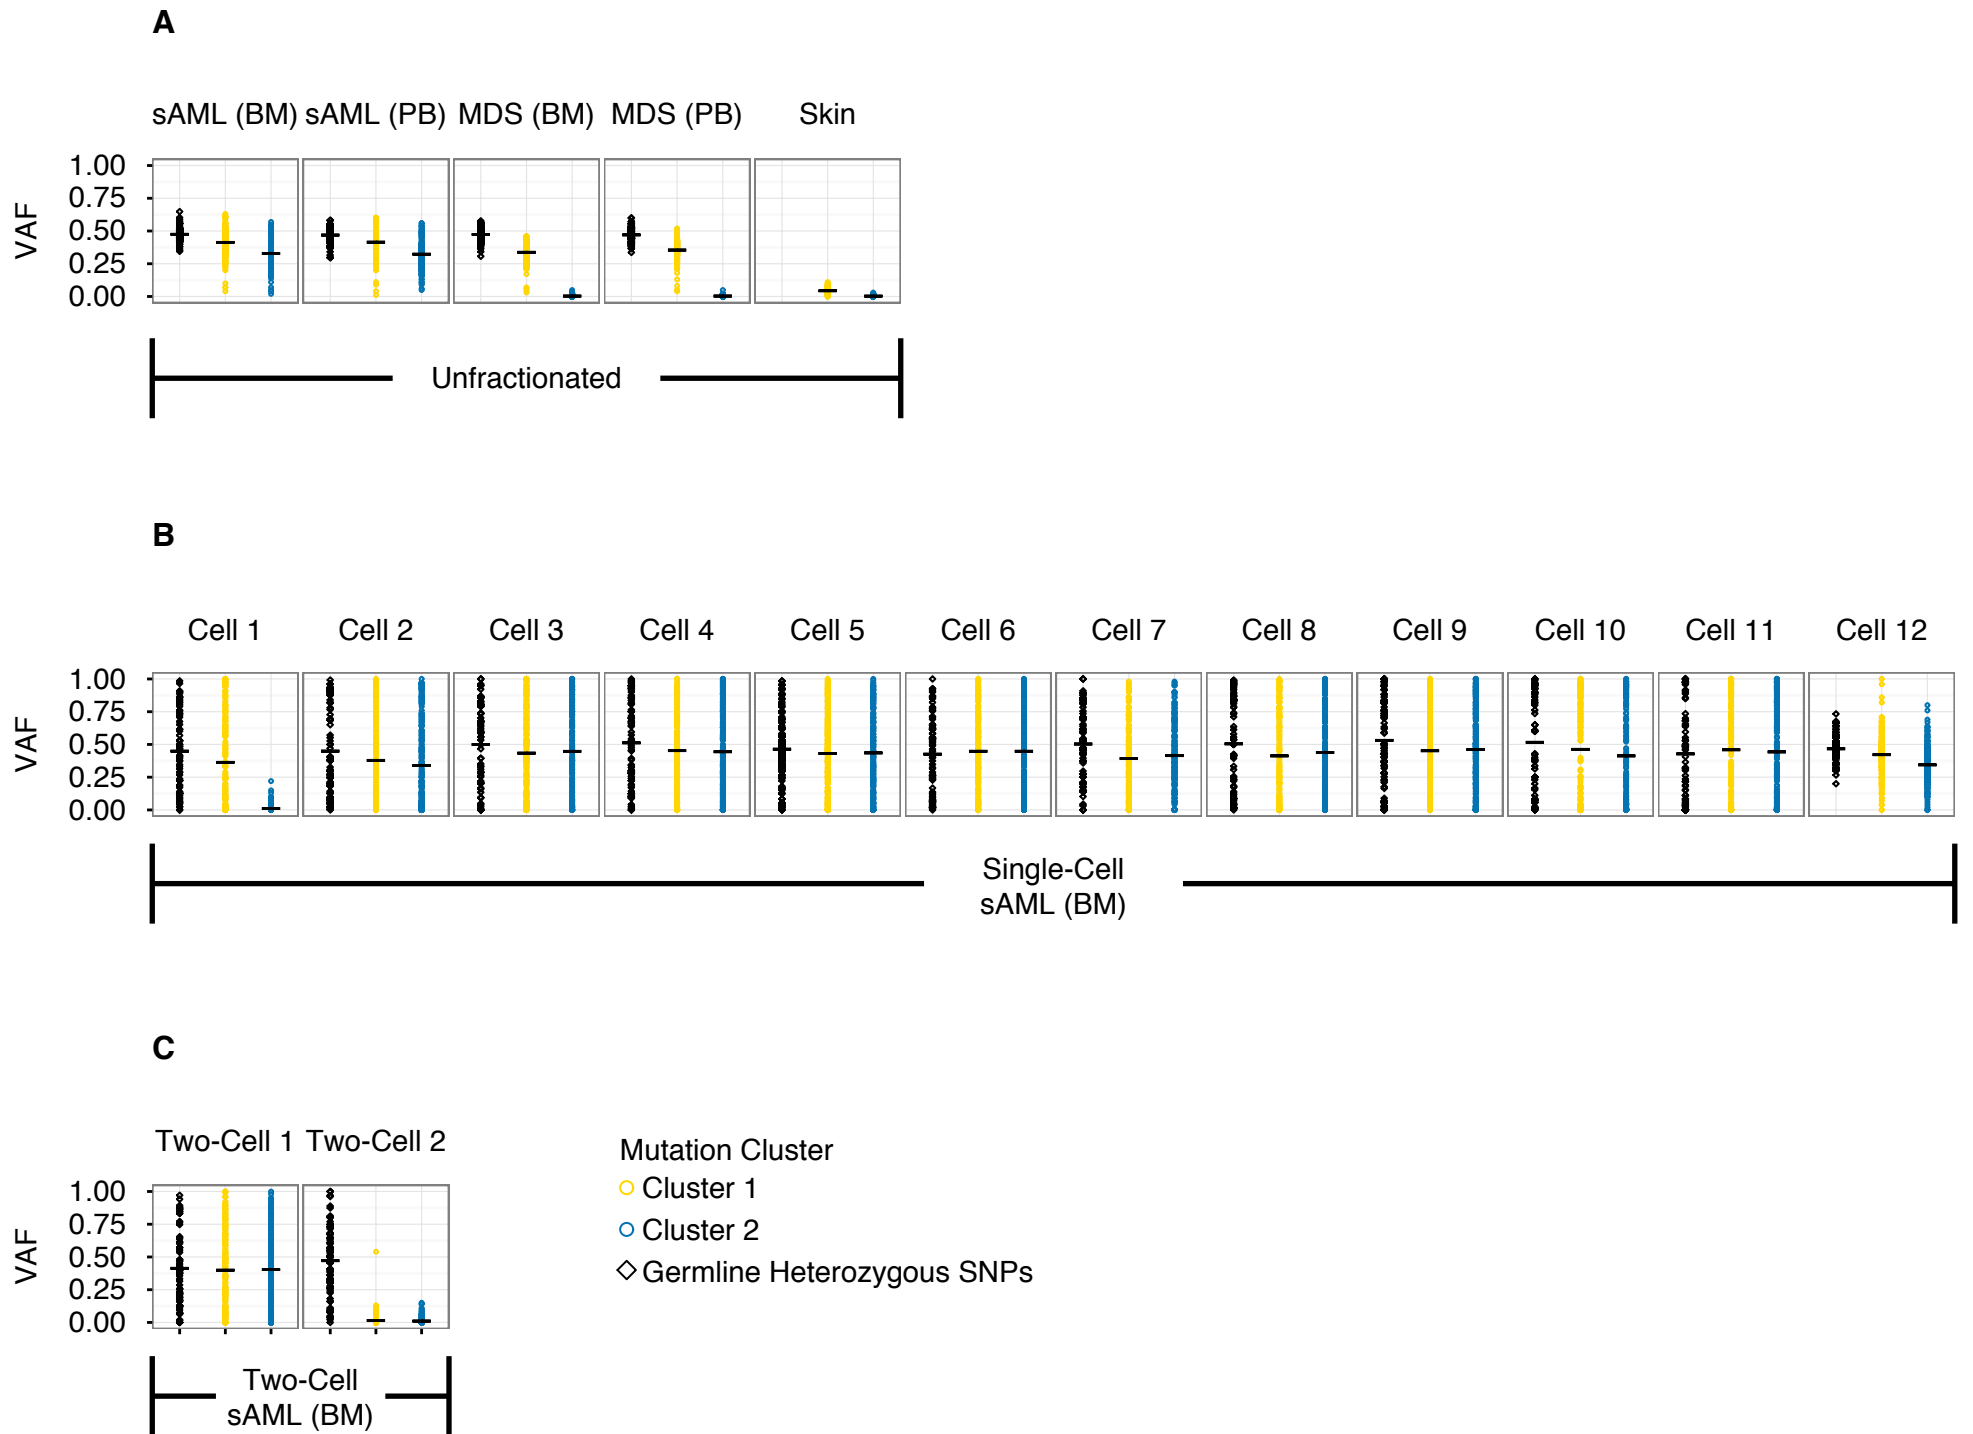 A
sAML (BM) sAML (PB) MDS (BM) MDS (PB) Skin
1.00
0.75
0.50
0.25
0.00
VAF
Unfractionated
B
Cell 1 Cell 2 Cell 3 Cell 4 Cell 5 Cell 6 Cell 7 Cell 8 Cell 9 Cell 10 Cell 11 Cell 12
1.00
0.75
0.50
0.25
0.00
VAF
Single-Cell
sAML (BM)
C
Two-Cell 1 Two-Cell 2
1.00
0.75
0.50
0.25
0.00
VAF
Two-Cell
sAML (BM)
Mutation Cluster
Cluster 1
Cluster 2
Germline Heterozygous SNPs